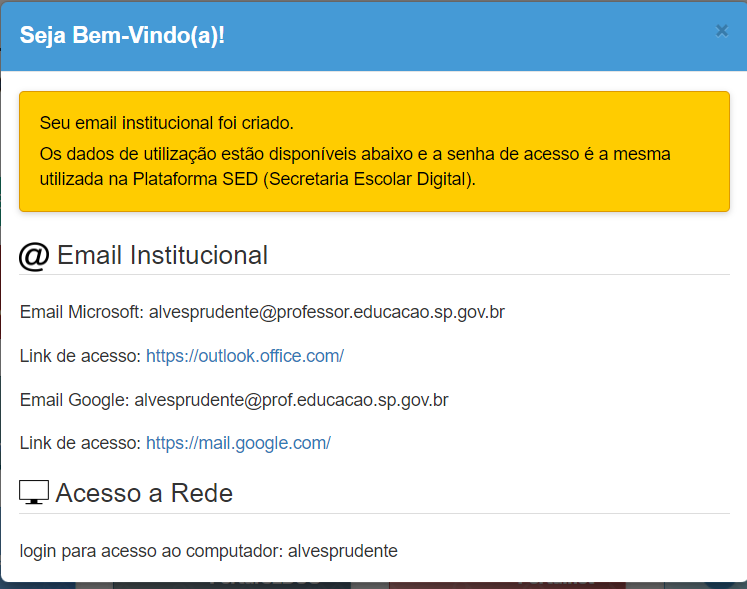 Seja Bem-Vindo(a)!
×
Seu email institucional foi criado.
Os dados de utilização estão disponíveis abaixo e a senha de acesso é a mesma
utilizada na Plataforma SED (Secretaria Escolar Digital).
@ Email Institucional
Email Microsoft: alvesprudente@professor.educacao.sp.gov.br
Link de acesso: https://outlook.office.com/
Email Google: alvesprudente@prof.educacao.sp.gov.br
Link de acesso: https://mail.google.com/
Acesso a Rede
login para acesso ao computador: alvesprudente